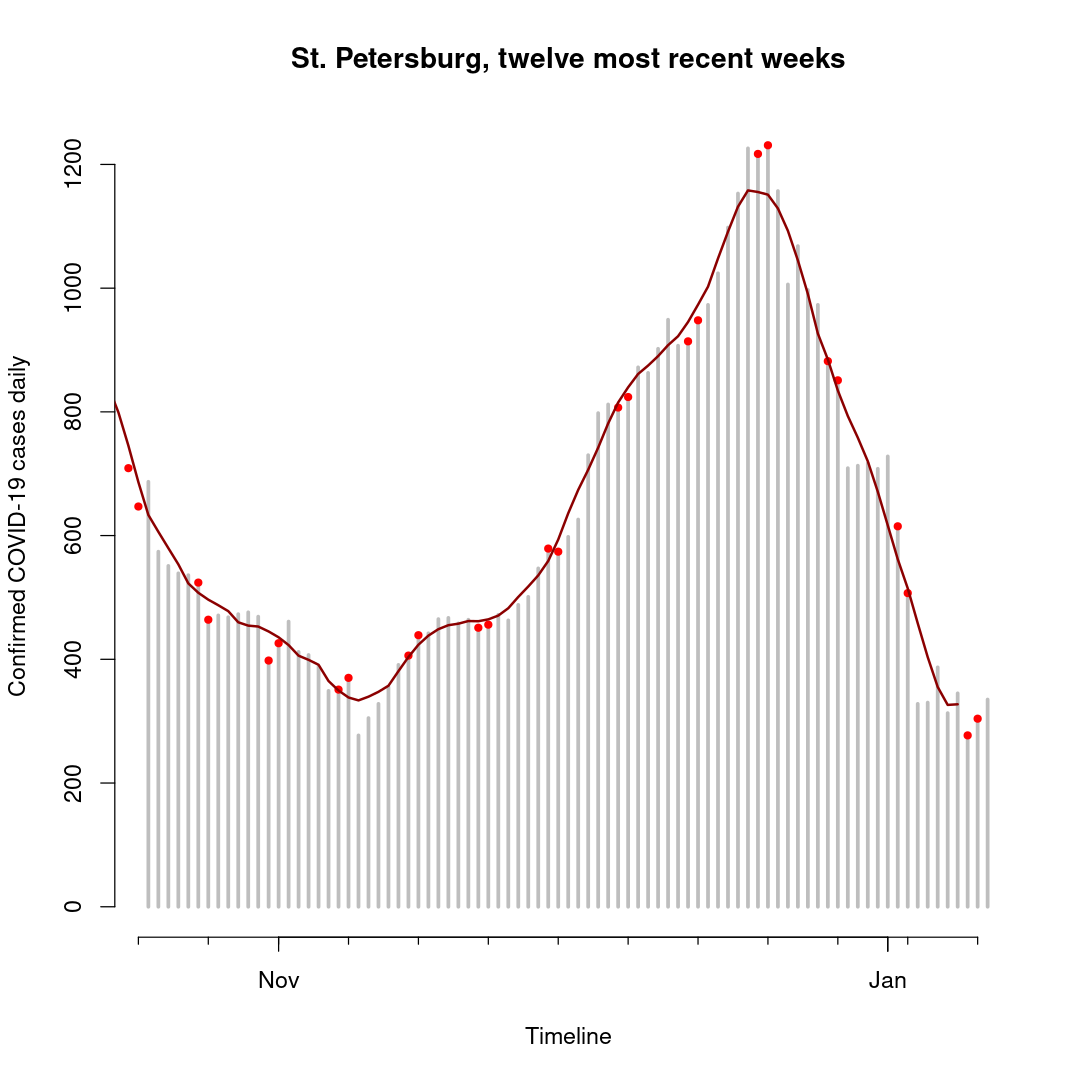 St. Petersburg, twelve most recent weeks
Confirmed COVID-19 cases daily
1200
1000
800
600
400
200
0
Nov
Jan
Timeline